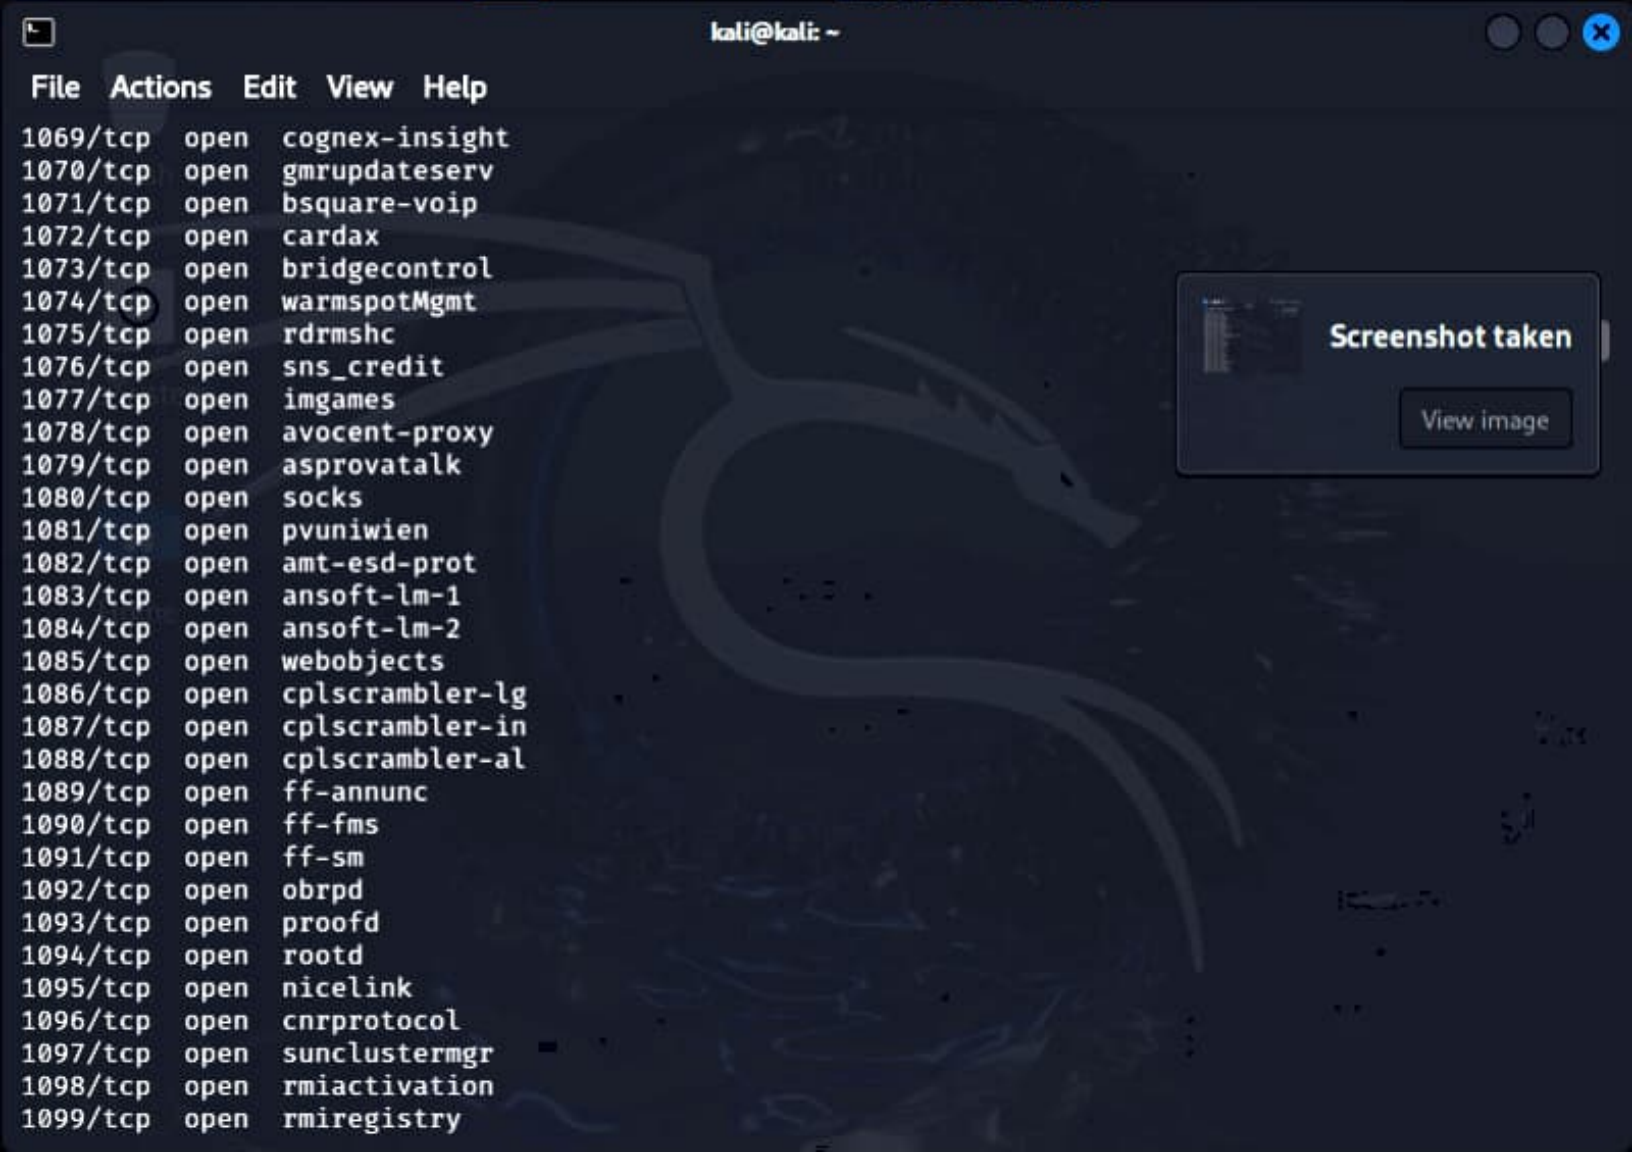 kali@kali: ~
File Actions Edit View Help
1069/tcp open cognex-insight
1070/tcp open gmrupdateserv
1071/tcp open bsquare-voip
1072/tcp open cardax
1073/tcp open bridgecontrol
1074/tcp open warmspotMgmt
1075/tcp open rdrmshc
1076/tcp open sns_credit
1077/tcp open imgames
1078/tcp open avocent-proxy
1079/tcp open asprovatalk
1080/tcp open socks
1081/tcp open pvuniwien
1082/tcp open amt-esd-prot
1083/tcp open ansoft-lm-1
1084/tcp open ansoft-lm-2
1085/tcp open webobjects
1086/tcp open cplscrambler-lg
1087/tcp open cplscrambler-in
1088/tcp open cplscrambler-al
1089/tcp open ff-annunc
1090/tcp open ff-fms
1091/tcp open ff-sm
1092/tcp open obrpd
1093/tcp open proofd
1094/tcp open rootd
1095/tcp open nicelink
1096/tcp open cnrprotocol
1097/tcp open sunclustermgr
1098/tcp open rmiactivation
1099/tcp open rmiregistry
Screenshot taken
View image